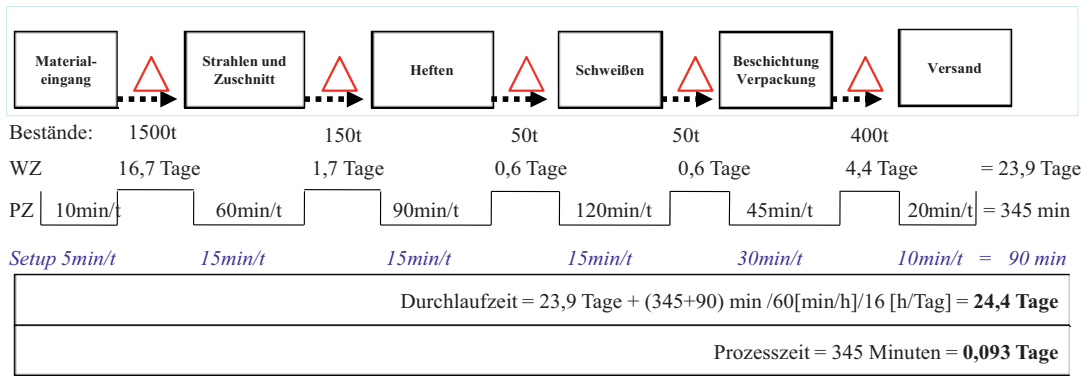 Material-
eingang
Strahlen und
Zuschnitt
Heften
Schweißen
Beschichtung
Verpackung
Versand
Bestände: 1500t 150t 50t 50t 400t
WZ 16,7 Tage 1,7 Tage 0,6 Tage 0,6 Tage 4,4 Tage = 23,9 Tage
PZ 10min/t 60min/t 90min/t 120min/t 45min/t 20min/t = 345 min
Setup 5min/t 15min/t 15min/t 15min/t 30min/t 10min/t = 90 min
Durchlaufzeit = 23,9 Tage + (345+90) min /60[min/h]/16 [h/Tag] = 24,4 Tage
Prozesszeit = 345 Minuten = 0,093 Tage